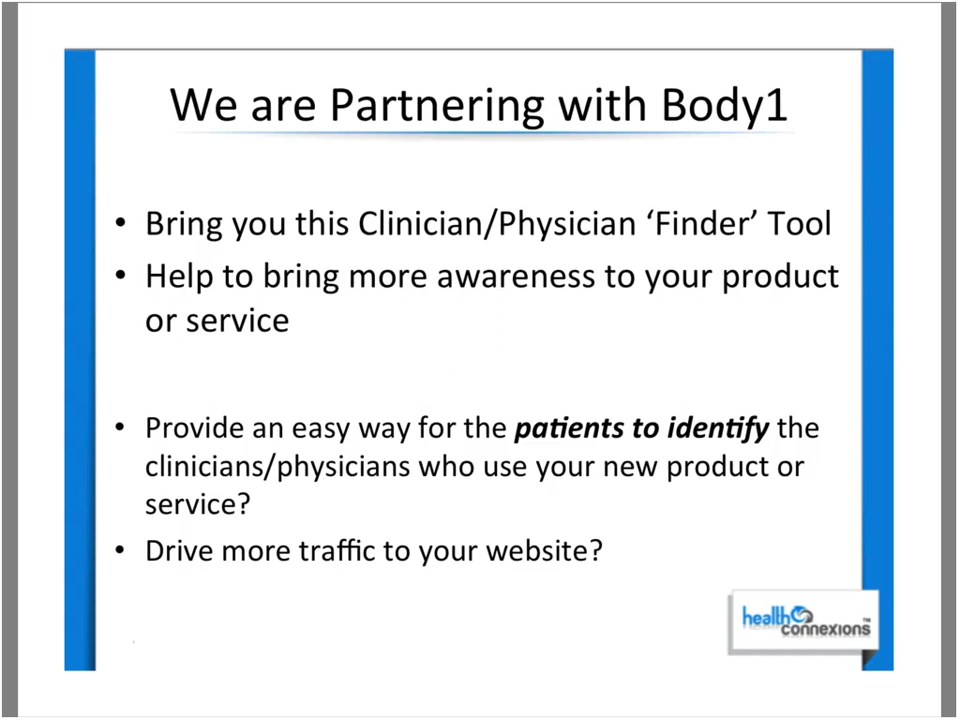 We are Partnering with Body1
• Bring you this Clinician/Physician ‘Finder’ Tool
• Help to bring more awareness to your product
or service
• Provide an easy way for the patients to identify the
clinicians/physicians who use your new product or
service?
• Drive more traffic to your website?
health
connexions™